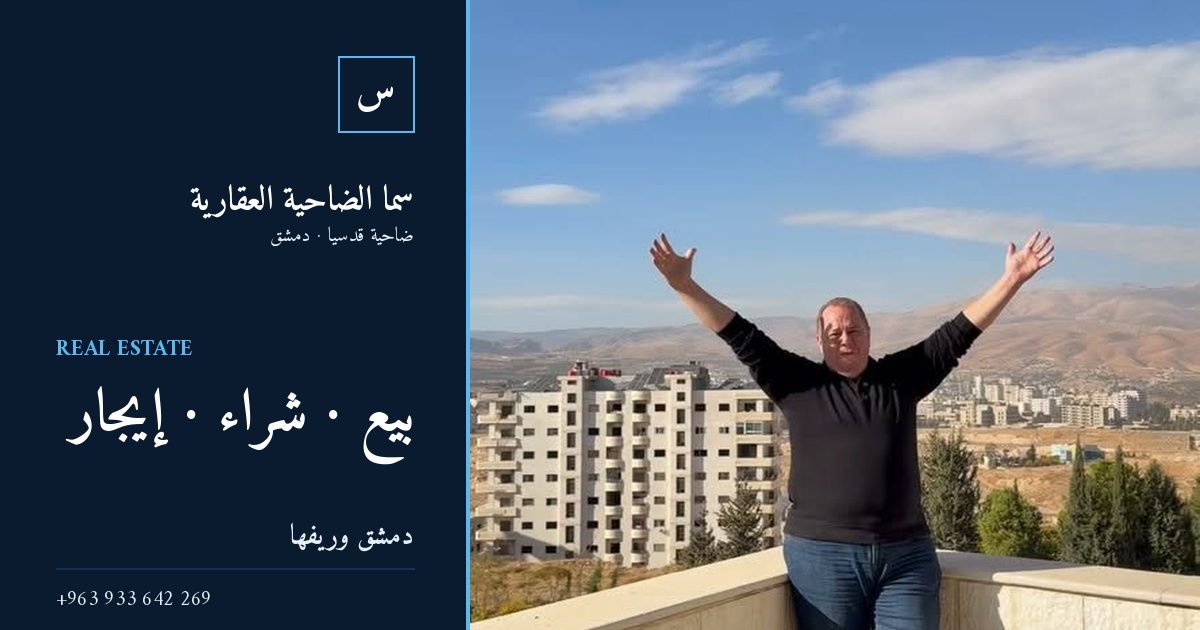 س
سما الضاحية العقارية
ضاحية قدسيا · دمشق
REAL ESTATE
بيع · شراء · إيجار
دمشق وريفها
+963 933 642 269